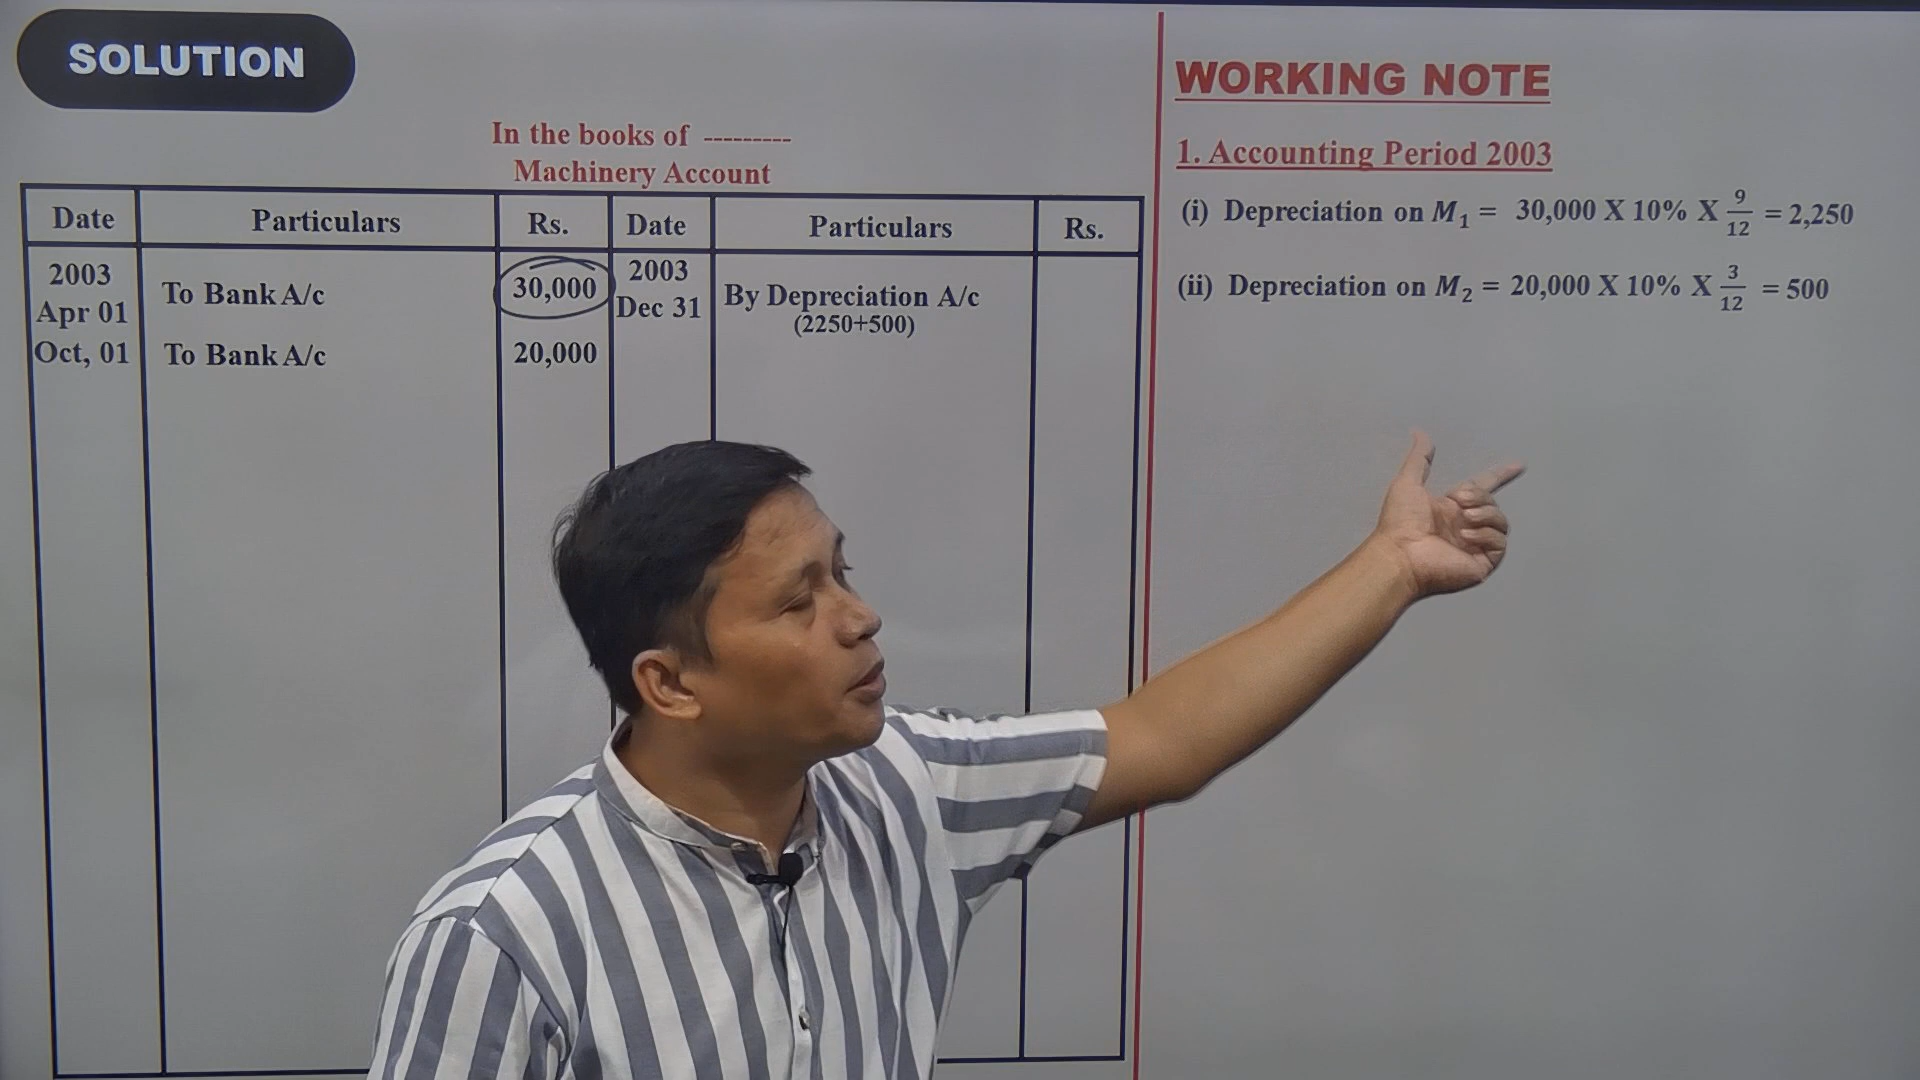 SOLUTION
In the books of ---------
Machinery Account
Date Particulars Rs. Date Particulars Rs.
2003
Apr 01 To Bank A/c 30,000 2003
Dec 31 By Depreciation A/c
(2250+500)
Oct, 01 To Bank A/c 20,000
WORKING NOTE
1. Accounting Period 2003
(i) Depreciation on M₁ = 30,000 X 10% X 9/12 = 2,250
(ii) Depreciation on M₂ = 20,000 X 10% X 3/12 = 500